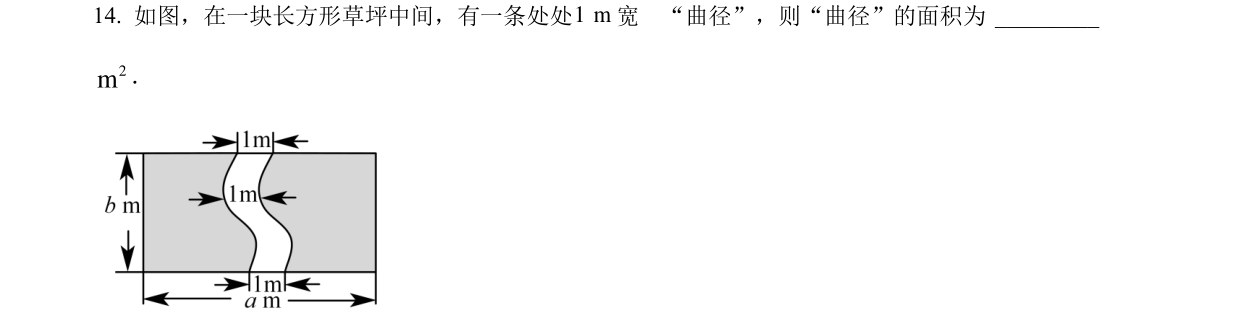 14. 如图，在一块长方形草坪中间，有一条处处1 m 宽 “曲径”，则“曲径”的面积为 ________
m².
1m
1m
b m
1m
a m